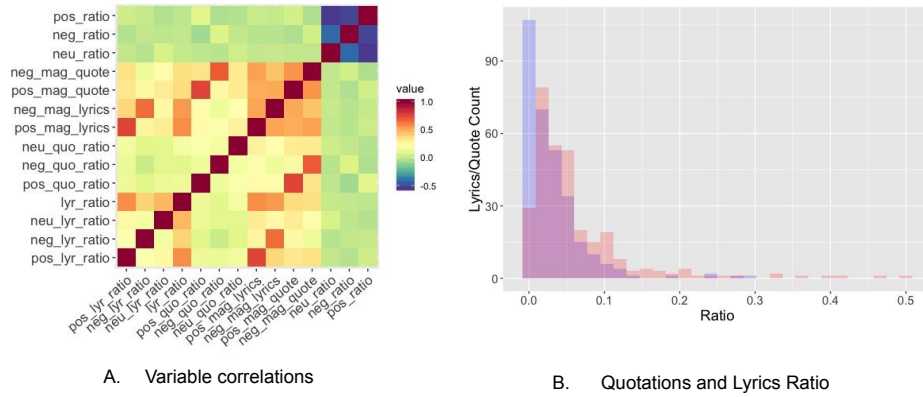 pos_ratio
neg_ratio
neu_ratio
neg_mag_quote
pos_mag_quote
neg_mag_lyrics
pos_mag_lyrics
neu_quo_ratio
neg_quo_ratio
pos_quo_ratio
lyr_ratio
neu_lyr_ratio
neg_lyr_ratio
pos_lyr_ratio
pos_lyr_ratio
neg_lyr_ratio
neu_lyr_ratio
lyr_ratio
pos_quo_ratio
neg_quo_ratio
neu_quo_ratio
pos_mag_lyrics
neg_mag_lyrics
pos_mag_quote
neg_mag_quote
neu_ratio
neg_ratio
pos_ratio
value
1.0
0.5
0.0
-0.5
A. Variable correlations
Lyrics/Quote Count
90
60
30
0
0.0 0.1 0.2 0.3 0.4 0.5
Ratio
B. Quotations and Lyrics Ratio